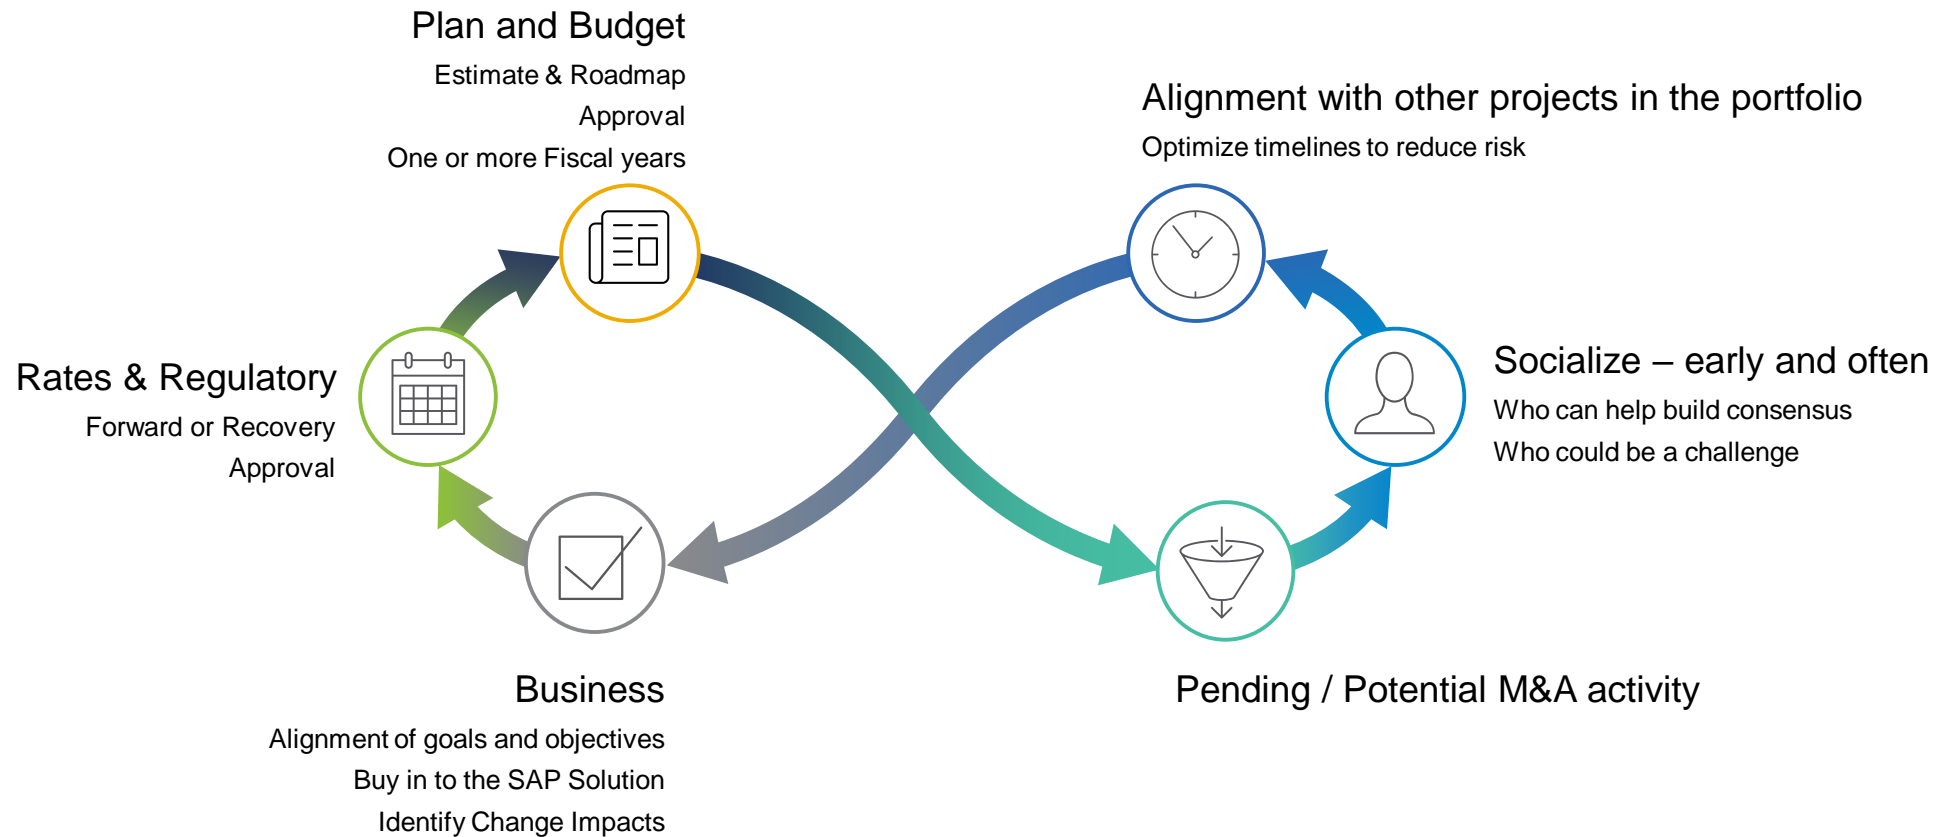 Plan and Budget
Estimate & Roadmap
Approval
One or more Fiscal years
Alignment with other projects in the portfolio
Optimize timelines to reduce risk
Rates & Regulatory
Forward or Recovery
Approval
Socialize – early and often
Who can help build consensus
Who could be a challenge
Business
Alignment of goals and objectives
Buy in to the SAP Solution
Identify Change Impacts
Pending / Potential M&A activity